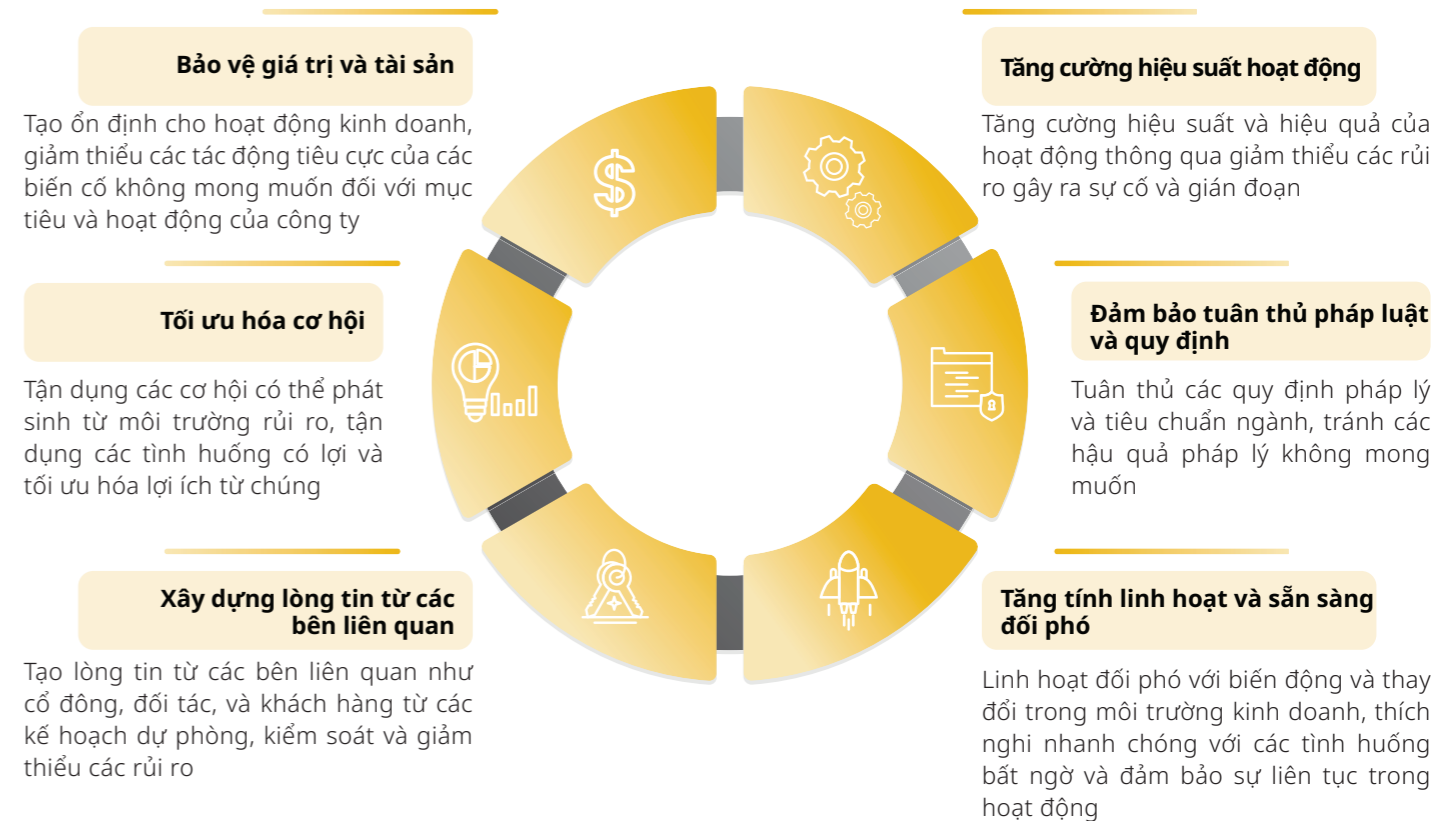 Bảo vệ giá trị và tài sản
Tạo ổn định cho hoạt động kinh doanh,
giảm thiểu các tác động tiêu cực của các
biến cố không mong muốn đối với mục
tiêu và hoạt động của công ty
Tối ưu hóa cơ hội
Tận dụng các cơ hội có thể phát
sinh từ môi trường rủi ro, tận
dụng các tình huống có lợi và
tối ưu hóa lợi ích từ chúng
Xây dựng lòng tin từ các
bên liên quan
Tạo lòng tin từ các bên liên quan như
cổ đông, đối tác, và khách hàng từ các
kế hoạch dự phòng, kiểm soát và giảm
thiểu các rủi ro
$
Tăng cường hiệu suất hoạt động
Tăng cường hiệu suất và hiệu quả của
hoạt động thông qua giảm thiểu các rủi
ro gây ra sự cố và gián đoạn
Đảm bảo tuân thủ pháp luật
và quy định
Tuân thủ các quy định pháp lý
và tiêu chuẩn ngành, tránh các
hậu quả pháp lý không mong
muốn
Tăng tính linh hoạt và sẵn sàng
đối phó
Linh hoạt đối phó với biến động và thay
đổi trong môi trường kinh doanh, thích
nghi nhanh chóng với các tình huống
bất ngờ và đảm bảo sự liên tục trong
hoạt động